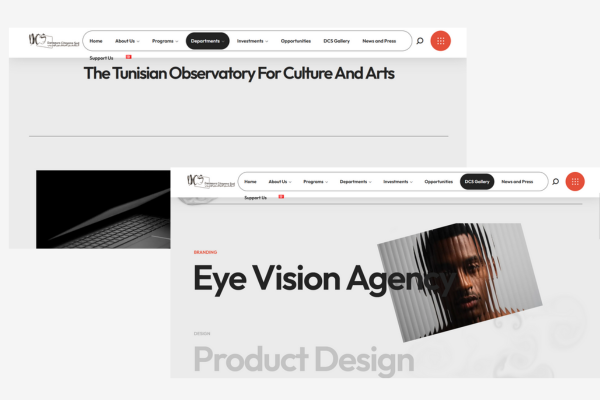 DCS
Home About Us Programs Departments Investments Opportunities DCS Gallery News and Press
Support Us
The Tunisian Observatory For Culture And Arts
DCS
Home About Us Programs Departments Investments Opportunities DCS Gallery News and Press
Support Us
BRANDING
Eye Vision Agency
DESIGN
Product Design